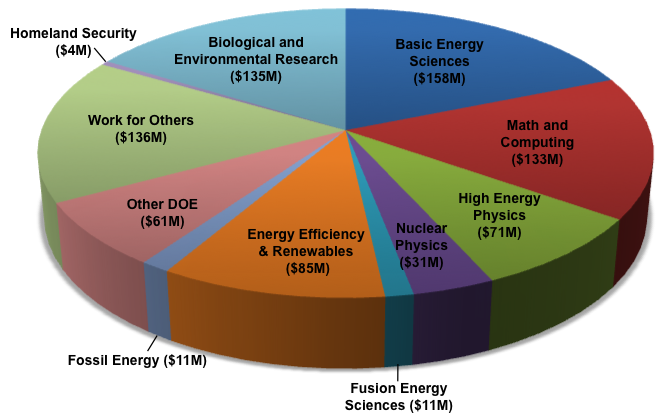 Homeland Security
($4M)
Biological and
Environmental Research
($135M)
Basic Energy
Sciences
($158M)
Work for Others
($136M)
Math and
Computing
($133M)
Other DOE
($61M)
Energy Efficiency
& Renewables
($85M)
Nuclear
Physics
($31M)
High Energy
Physics
($71M)
Fossil Energy ($11M)
Fusion Energy
Sciences ($11M)